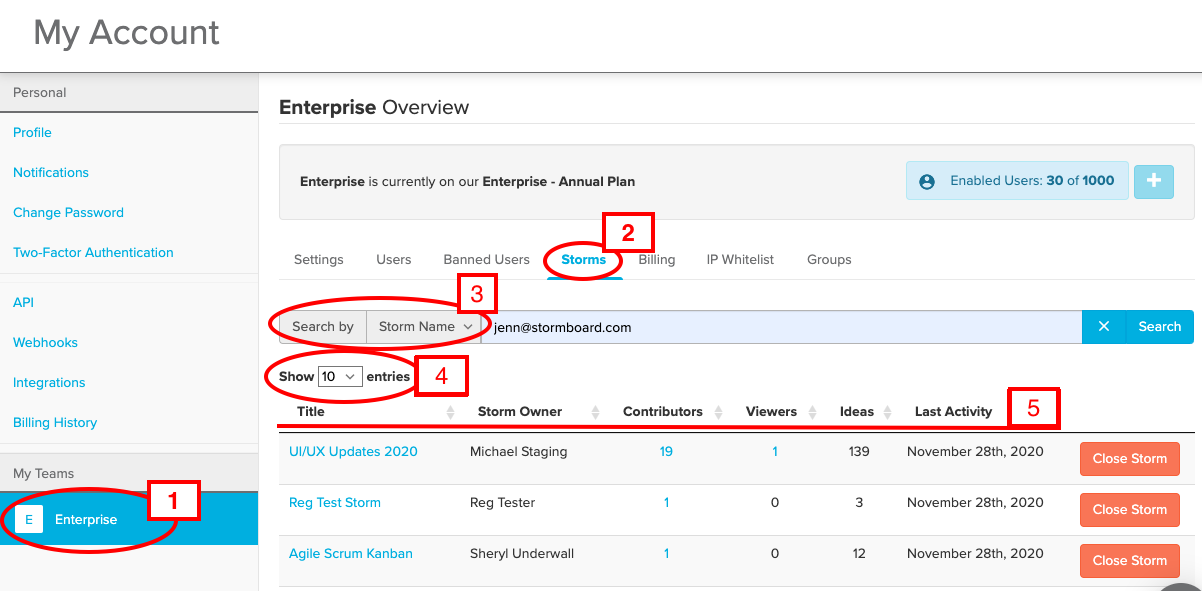 My Account
Personal
Profile
Notifications
Change Password
Two-Factor Authentication
API
Webhooks
Integrations
Billing History
My Teams
E Enterprise
1
Enterprise Overview
Enterprise is currently on our Enterprise - Annual Plan
Enabled Users: 30 of 1000 +
2
Settings Users Banned Users Storms Billing IP Whitelist Groups
3
Search by Storm Name jenn@stormboard.com × Search
Show 10 entries 4
Title Storm Owner Contributors Viewers Ideas Last Activity 5
UI/UX Updates 2020 Michael Staging 19 1 139 November 28th, 2020 Close Storm
Reg Test Storm Reg Tester 1 0 3 November 28th, 2020 Close Storm
Agile Scrum Kanban Sheryl Underwall 1 0 12 November 28th, 2020 Close Storm